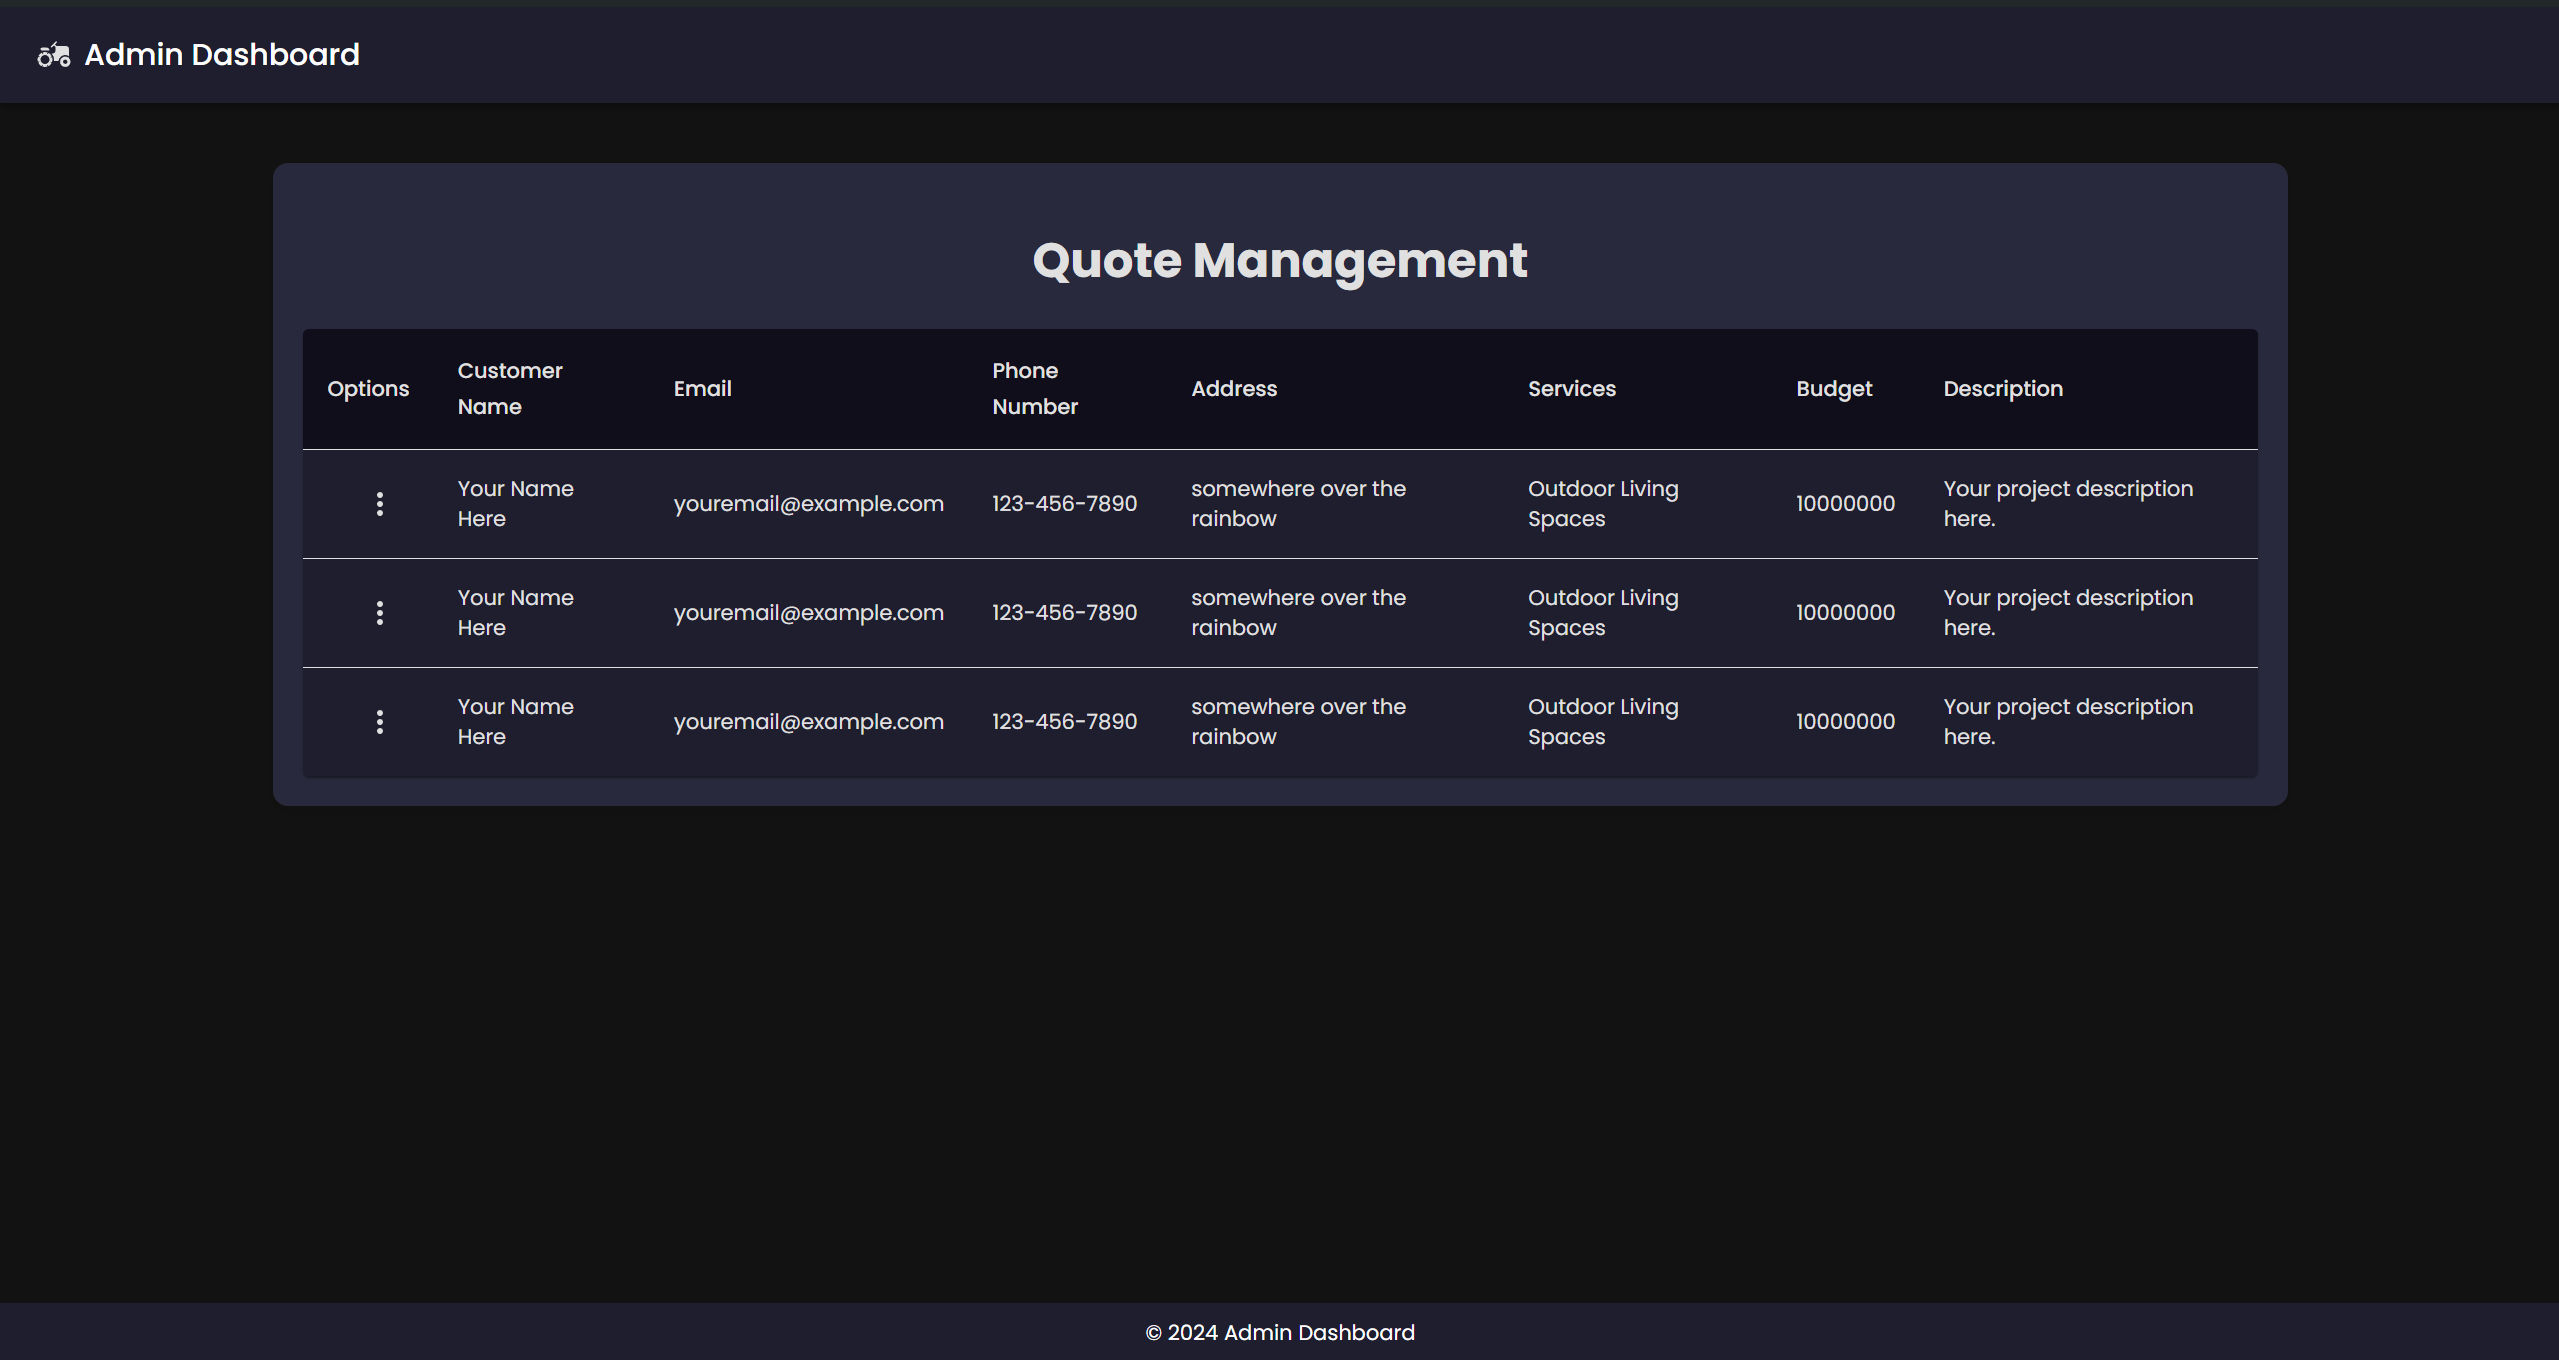 Admin Dashboard
Quote Management
Options Customer Name Email Phone Number Address Services Budget Description
Your Name Here youremail@example.com 123-456-7890 somewhere over the rainbow Outdoor Living Spaces 10000000 Your project description here.
Your Name Here youremail@example.com 123-456-7890 somewhere over the rainbow Outdoor Living Spaces 10000000 Your project description here.
Your Name Here youremail@example.com 123-456-7890 somewhere over the rainbow Outdoor Living Spaces 10000000 Your project description here.
© 2024 Admin Dashboard